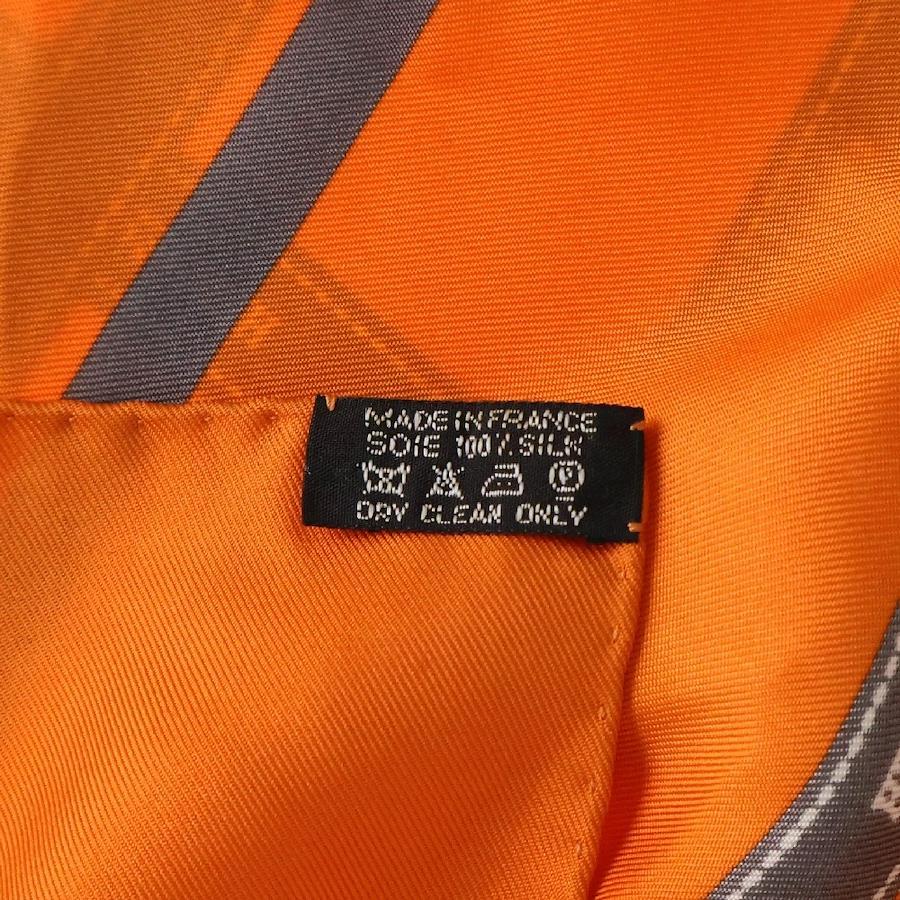 MADE IN FRANCE
SOIE 100% SILK
P
DRY CLEAN ONLY